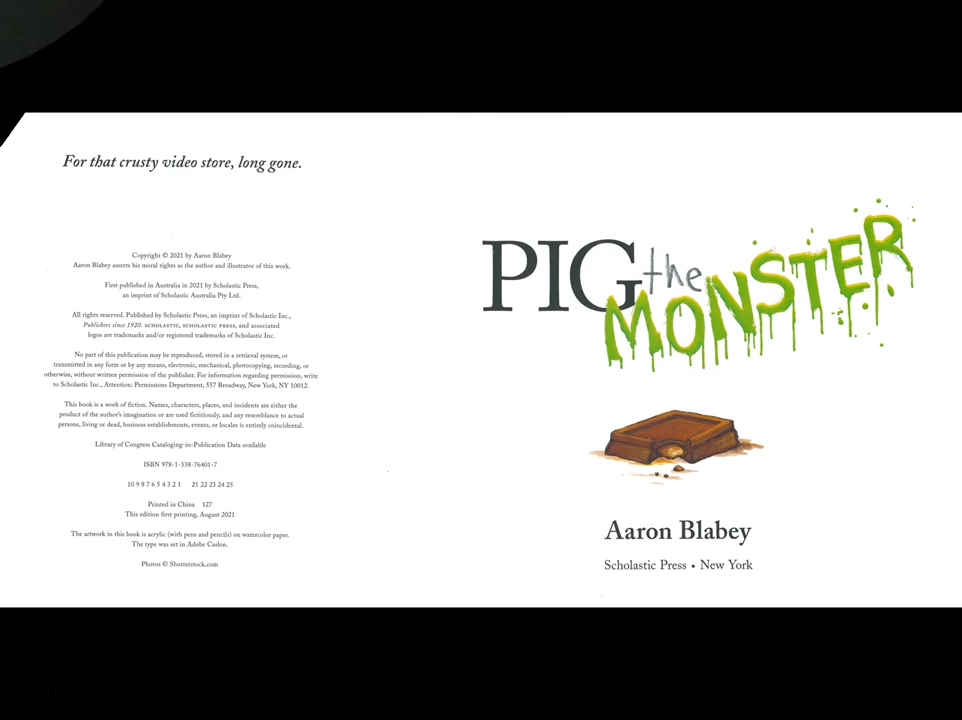 For that crusty video store, long gone.
Copyright © 2021 by Aaron Blabey
Aaron Blabey asserts his moral rights as the author and illustrator of this work.
First published in Australia in 2021 by Scholastic Press,
an imprint of Scholastic Australia Pty Ltd.
All rights reserved. Published by Scholastic Press, an imprint of Scholastic Inc.,
Publishers since 1920. SCHOLASTIC, SCHOLASTIC PRESS, and associated
logos are trademarks and/or registered trademarks of Scholastic Inc.
No part of this publication may be reproduced, stored in a retrieval system, or
transmitted in any form or by any means, electronic, mechanical, photocopying, recording, or
otherwise, without written permission of the publisher. For information regarding permission, write
to Scholastic Inc., Attention: Permissions Department, 557 Broadway, New York, NY 10012.
This book is a work of fiction. Names, characters, places, and incidents are either the
product of the author's imagination or are used fictitiously, and any resemblance to actual
persons, living or dead, business establishments, events, or locales is entirely coincidental.
Library of Congress Cataloging-in-Publication Data available
ISBN 978-1-338-76401-7
10 9 8 7 6 5 4 3 2 1 21 22 23 24 25
Printed in China 127
This edition first printing, August 2021
The artwork in this book is acrylic (with pens and pencils) on watercolor paper.
The type was set in Adobe Caslon.
Photos © Shutterstock.com
PIG the
MONSTER
Aaron Blabey
Scholastic Press • New York